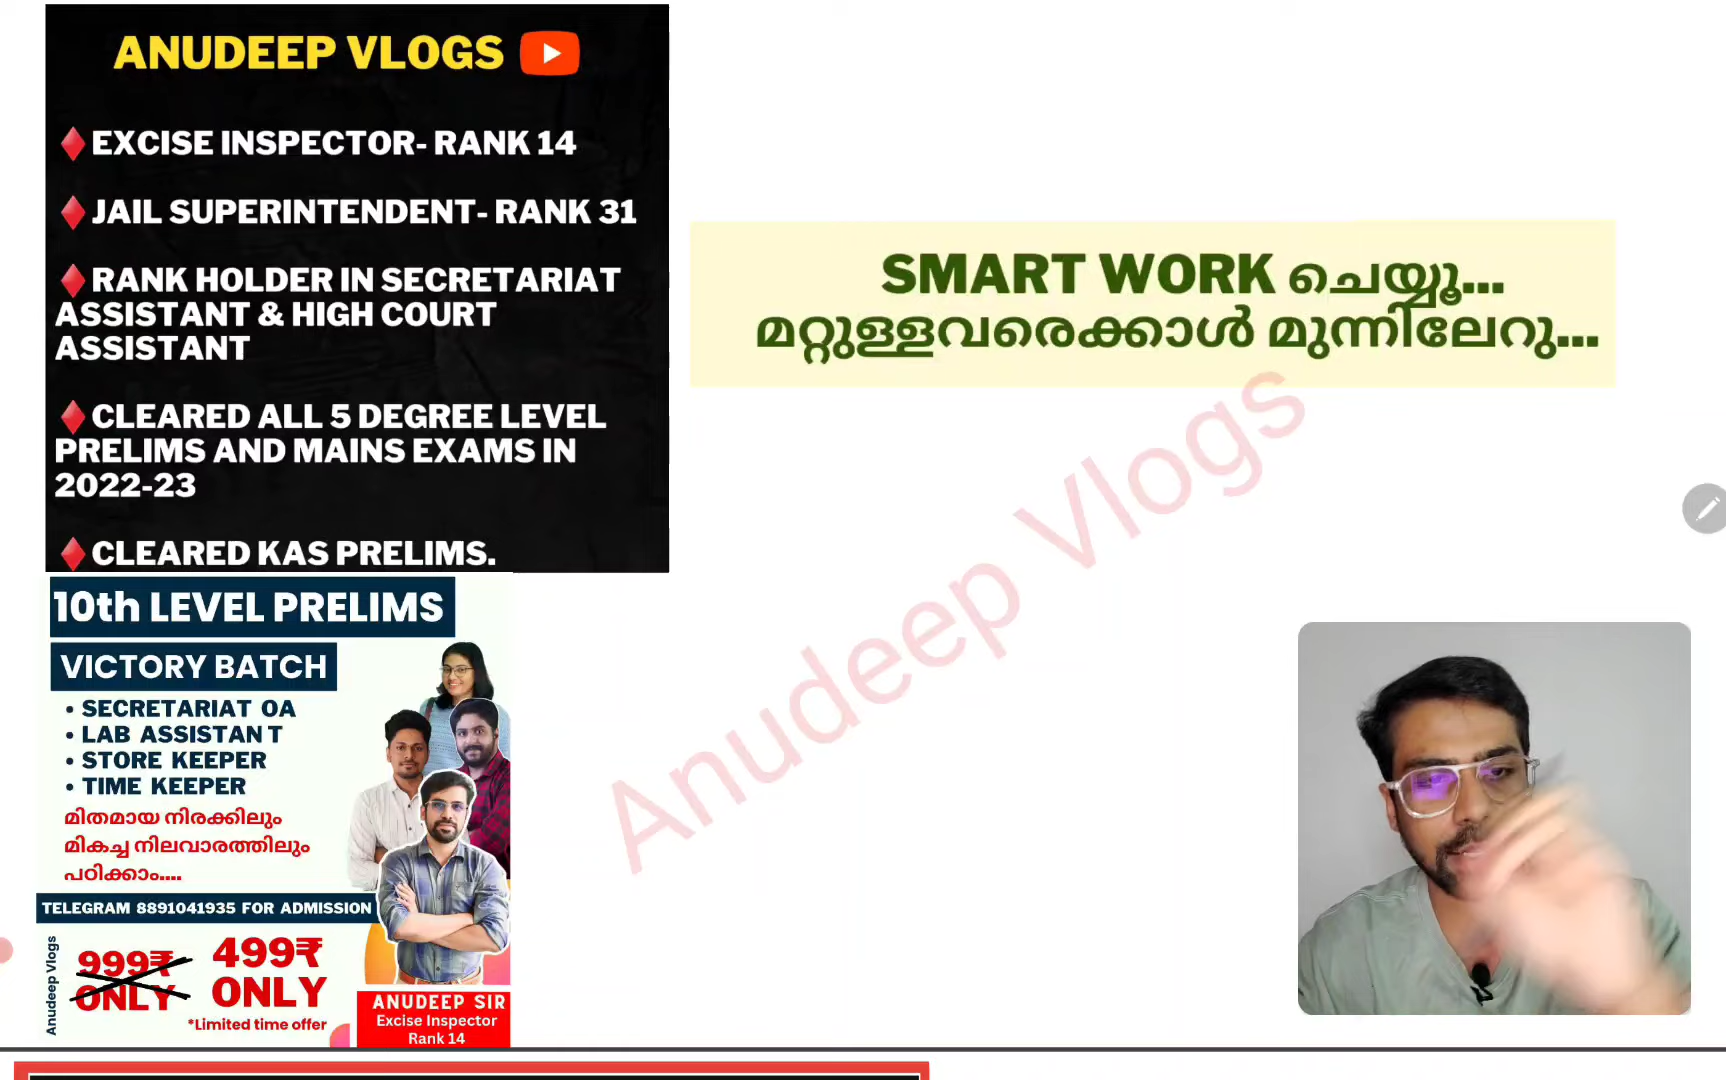 ANUDEEP VLOGS
EXCISE INSPECTOR- RANK 14
JAIL SUPERINTENDENT- RANK 31
RANK HOLDER IN SECRETARIAT
ASSISTANT & HIGH COURT
ASSISTANT
CLEARED ALL 5 DEGREE LEVEL
PRELIMS AND MAINS EXAMS IN
2022-23
CLEARED KAS PRELIMS.
SMART WORK ചെയ്യൂ...
മറ്റുള്ളവരെക്കാൾ മുന്നിലേറു...
Anudeep Vlogs
10th LEVEL PRELIMS
VICTORY BATCH
• SECRETARIAT OA
• LAB ASSISTANT
• STORE KEEPER
• TIME KEEPER
മിതമായ നിരക്കിലും
മികച്ച നിലവാരത്തിലും
പഠിക്കാം....
TELEGRAM 8891041935 FOR ADMISSION
Anudeep Vlogs
999₹
ONLY
499₹
ONLY
*Limited time offer
ANUDEEP SIR
Excise Inspector
Rank 14